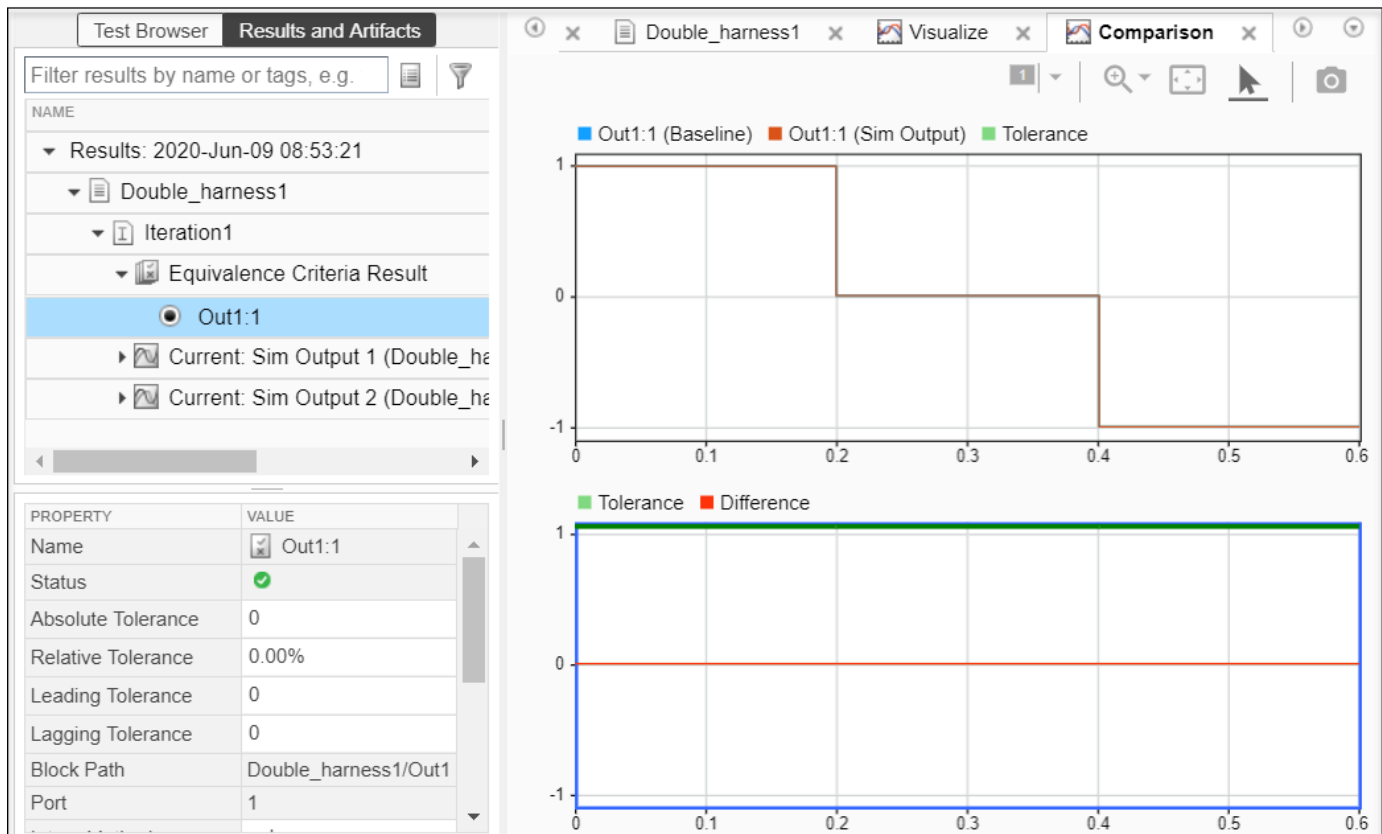 Test Browser
Results and Artifacts
Filter results by name or tags, e.g.
NAME
Results: 2020-Jun-09 08:53:21
Double_harness1
Iteration1
Equivalence Criteria Result
Out1:1
Current: Sim Output 1 (Double_ha
Current: Sim Output 2 (Double_ha
PROPERTY VALUE
Name Out1:1
Status
Absolute Tolerance 0
Relative Tolerance 0.00%
Leading Tolerance 0
Lagging Tolerance 0
Block Path Double_harness1/Out1
Port 1
Double_harness1 Visualize Comparison
1
Out1:1 (Baseline) Out1:1 (Sim Output) Tolerance
1
0
-1
0 0.1 0.2 0.3 0.4 0.5 0.6
Tolerance Difference
1
0
-1
0 0.1 0.2 0.3 0.4 0.5 0.6